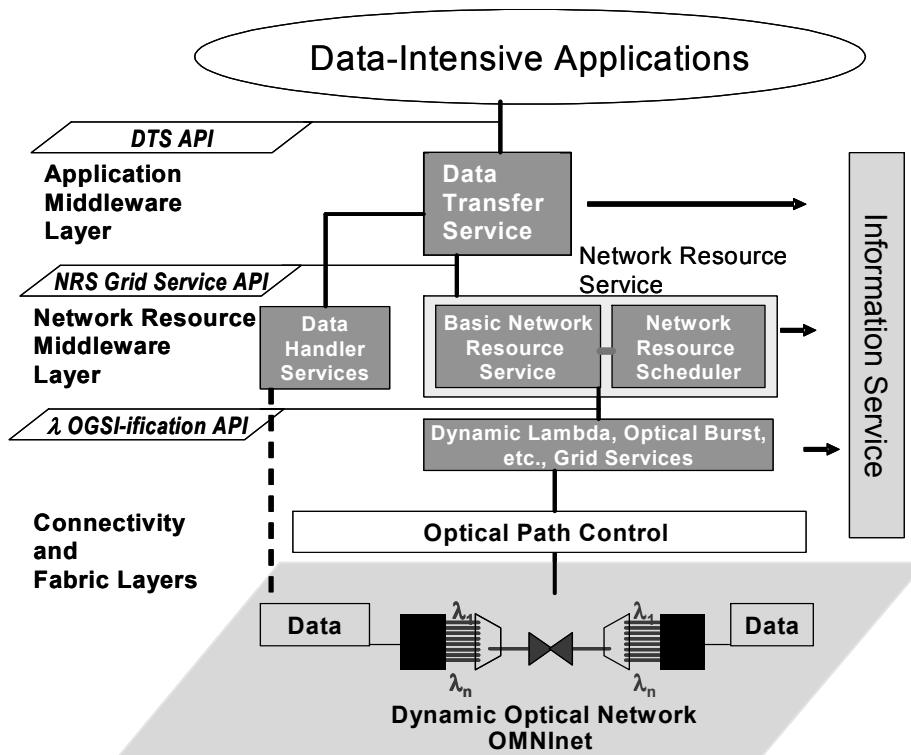 Data-Intensive Applications
DTS API
Application
Middleware
Layer
Data
Transfer
Service
Information Service
NRS Grid Service API
Network Resource
Service
Network Resource
Middleware
Layer
Data
Handler
Services
Basic Network
Resource
Service
Network
Resource
Scheduler
λ OGSI-ification API
Dynamic Lambda, Optical Burst,
etc., Grid Services
Connectivity
and
Fabric Layers
Optical Path Control
Data
λ1
λn
λ1
λn
Data
Dynamic Optical Network
OMNInet